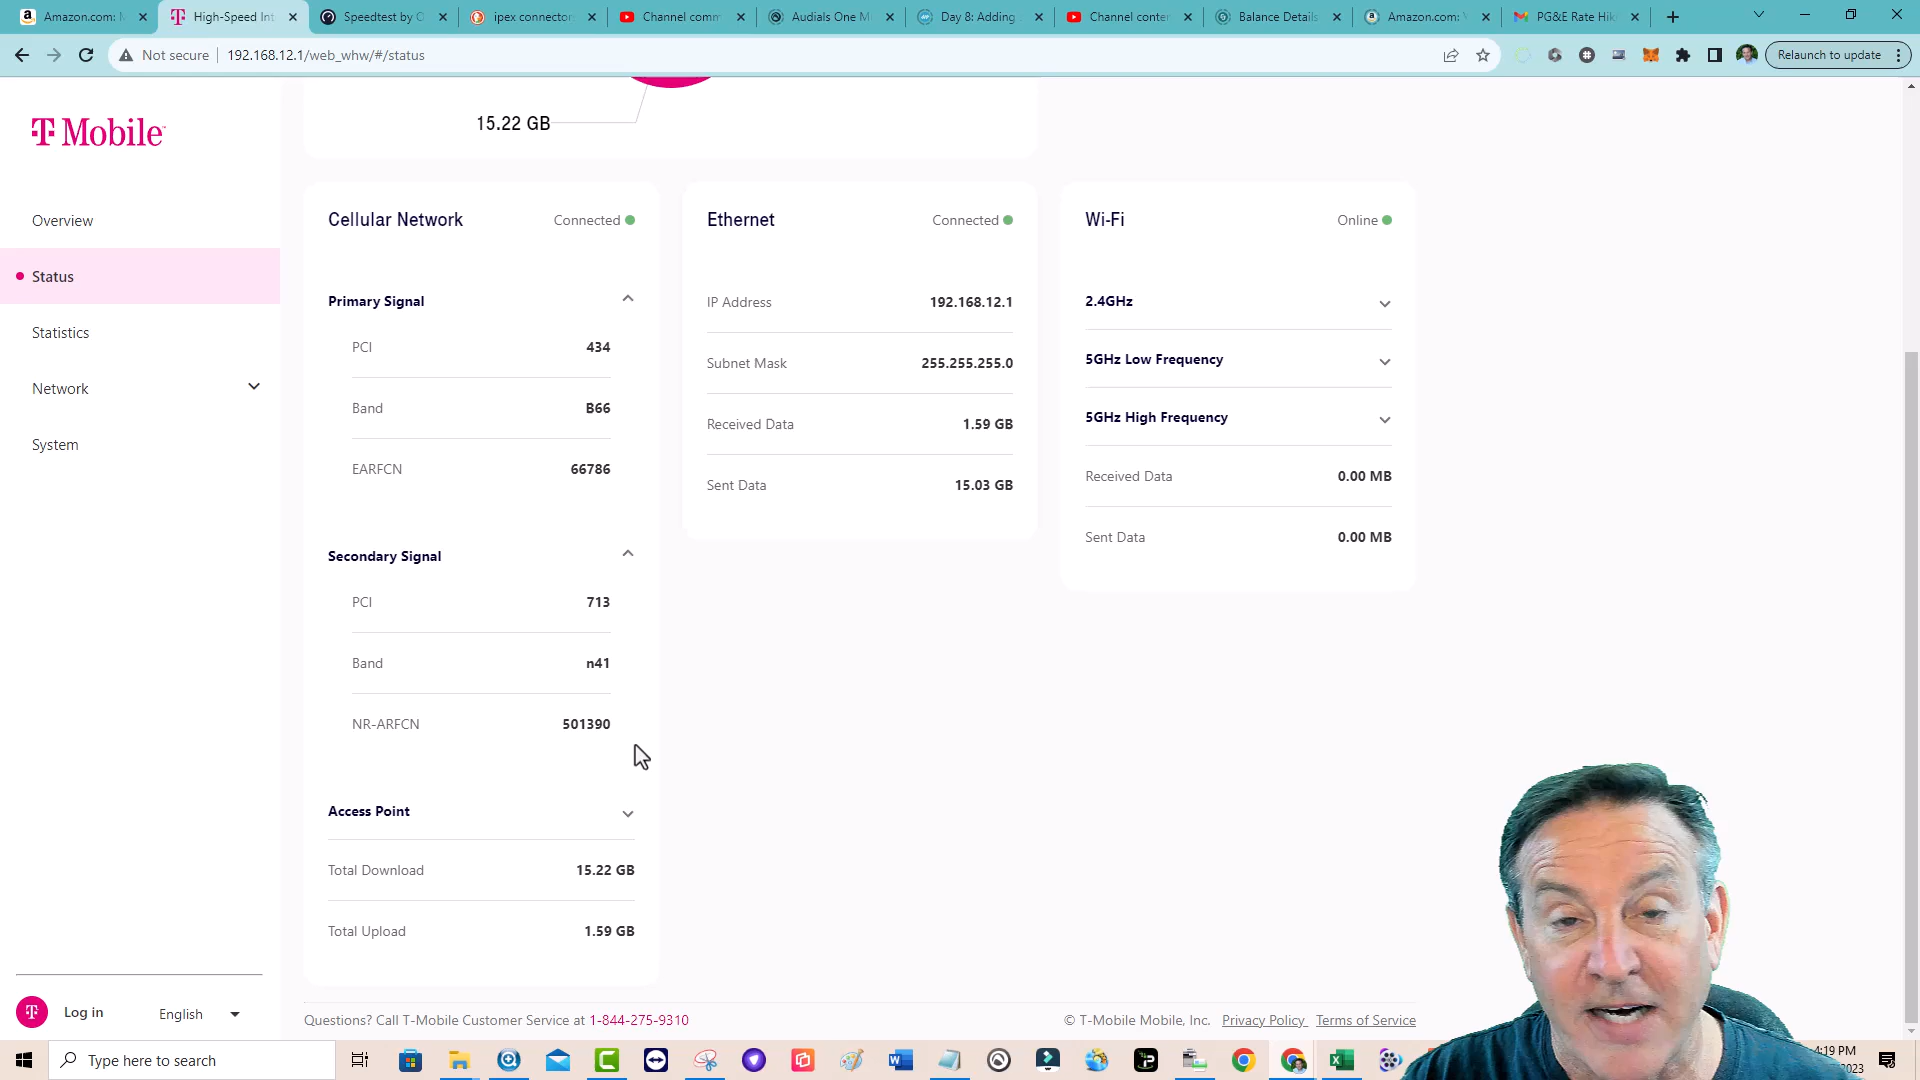 Amazon.com: M
High-Speed Int
Speedtest by O
ipex connector
Channel comm
Audials One M
Day 8: Adding
Channel conter
Balance Details
Amazon.com: 
PG&E Rate Hik
Not secure
192.168.12.1/web_whw/#/status
Relaunch to update
T Mobile
15.22 GB
Overview
Status
Statistics
Network
System
Cellular Network Connected
Primary Signal
PCI 434
Band B66
EARFCN 66786
Secondary Signal
PCI 713
Band n41
NR-ARFCN 501390
Access Point
Total Download 15.22 GB
Total Upload 1.59 GB
Ethernet Connected
IP Address 192.168.12.1
Subnet Mask 255.255.255.0
Received Data 1.59 GB
Sent Data 15.03 GB
Wi-Fi Online
2.4GHz
5GHz Low Frequency
5GHz High Frequency
Received Data 0.00 MB
Sent Data 0.00 MB
T Log in English
Questions? Call T-Mobile Customer Service at 1-844-275-9310
© T-Mobile Mobile, Inc. Privacy Policy Terms of Service
Type here to search
4:19 PM
2023